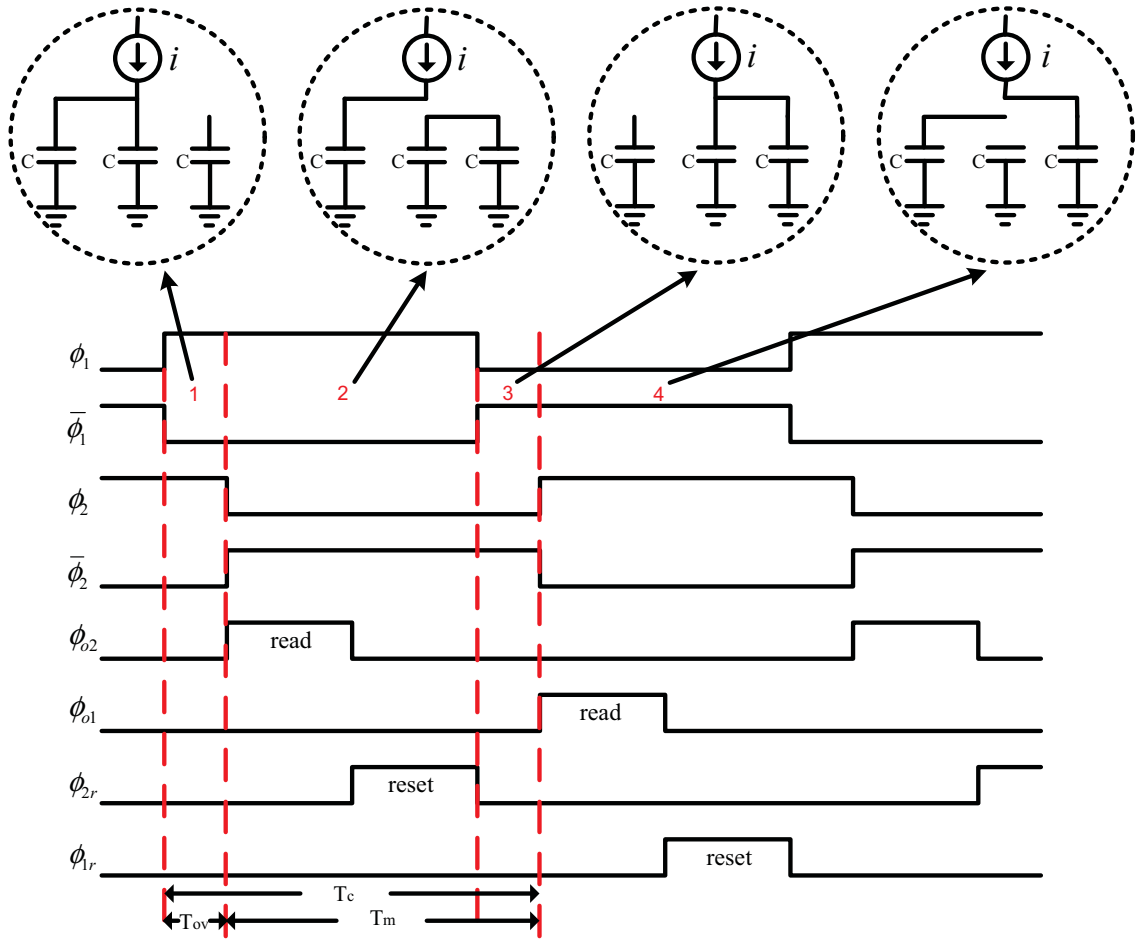 i i i i
C C C C C C C C C C C C
ϕ₁
1 2 3 4
ϕ̅₁
ϕ₂
ϕ̅₂
ϕₒ₂ read
ϕₒ₁ read
ϕ₂ᵣ reset
ϕ₁ᵣ reset
Tc
Tov Tm